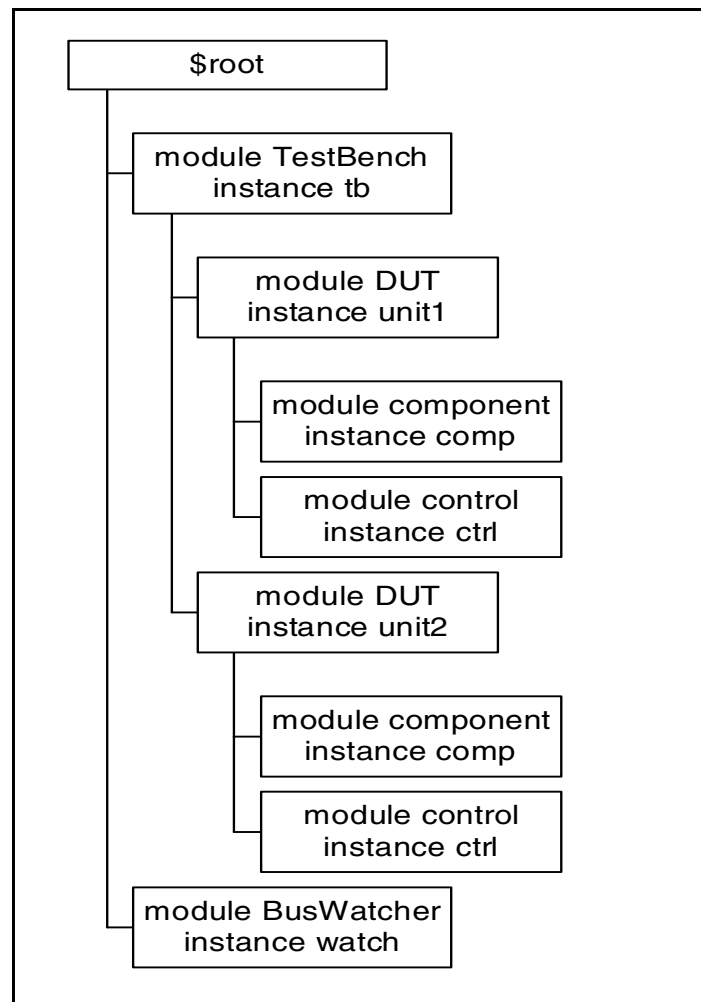 $root
module TestBench
instance tb
module DUT
instance unit1
module component
instance comp
module control
instance ctrl
module DUT
instance unit2
module component
instance comp
module control
instance ctrl
module BusWatcher
instance watch